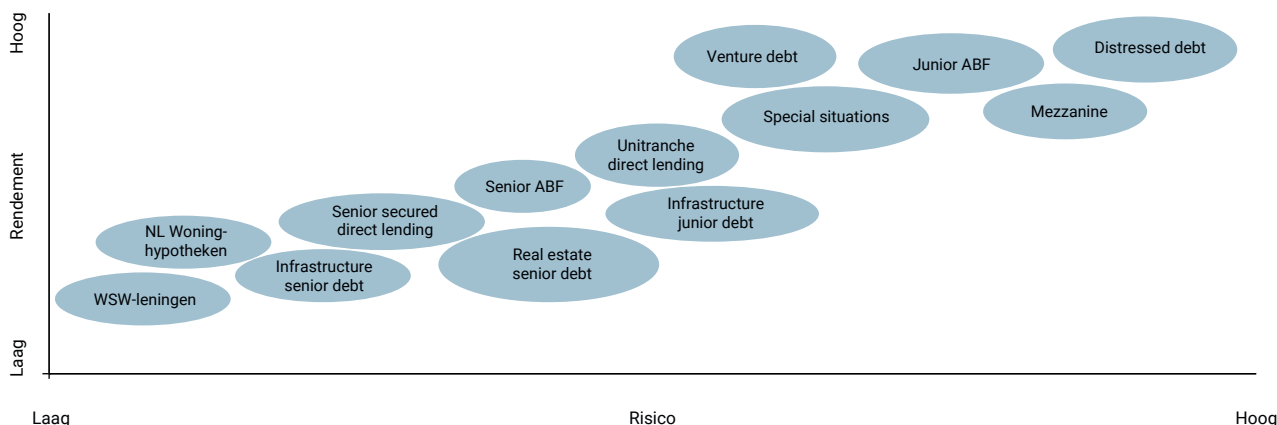 Hoog
Rendement
Laag
Venture debt
Junior ABF
Distressed debt
Special situations
Mezzanine
Unitranche
direct lending
Senior ABF
Infrastructure
junior debt
Senior secured
direct lending
NL Woning-
hypotheken
Real estate
senior debt
Infrastructure
senior debt
WSW-leningen
Laag
Risico
Hoog